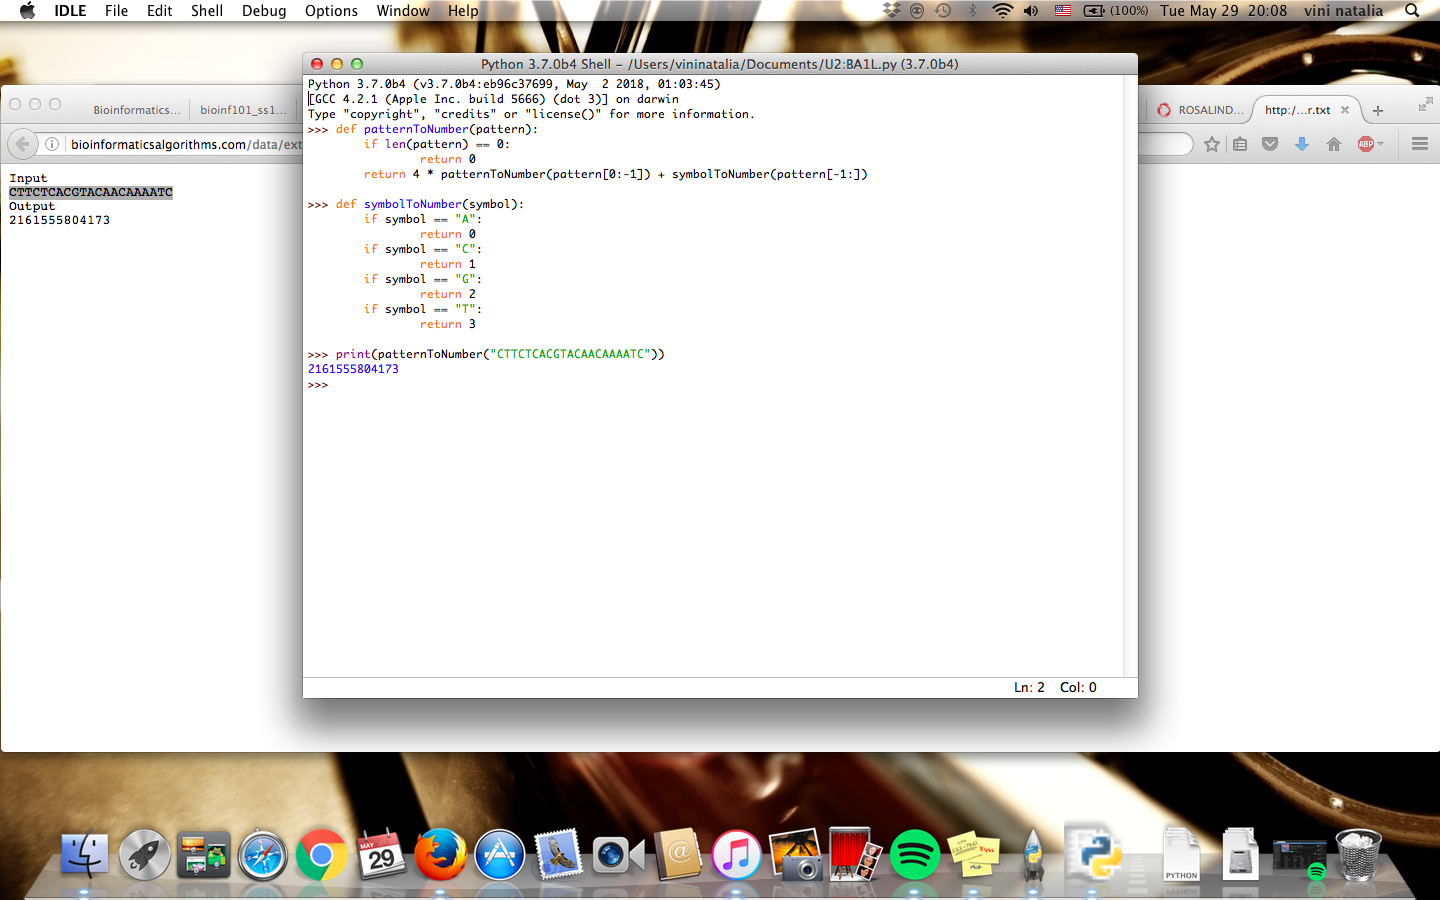 IDLE File Edit Shell Debug Options Window Help (100%) Tue May 29 20:08 vini natalia
Python 3.7.0b4 Shell – /Users/vininatalia/Documents/U2:BA1L.py (3.7.0b4)
Bioinformatics... bioinf101_ss1... ROSALIND... http:/...r.txt
bioinformaticsalgorithms.com/data/ext ABP
Input
CTTCTCACGTACAACAAAATC
Output
2161555804173
Python 3.7.0b4 (v3.7.0b4:eb96c37699, May  2 2018, 01:03:45)
[GCC 4.2.1 (Apple Inc. build 5666) (dot 3)] on darwin
Type "copyright", "credits" or "license()" for more information.
>>> def patternToNumber(pattern):
        if len(pattern) == 0:
                return 0
        return 4 * patternToNumber(pattern[0:-1]) + symbolToNumber(pattern[-1:])
>>> def symbolToNumber(symbol):
        if symbol == "A":
                return 0
        if symbol == "C":
                return 1
        if symbol == "G":
                return 2
        if symbol == "T":
                return 3
>>> print(patternToNumber("CTTCTCACGTACAACAAAATC"))
2161555804173
>>>
Ln: 2 Col: 0
MAY
29
PYTHON